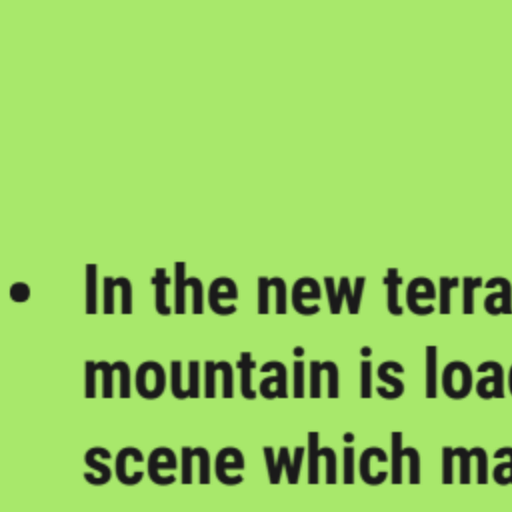 • In the new terra
mountain is loa
scene which ma